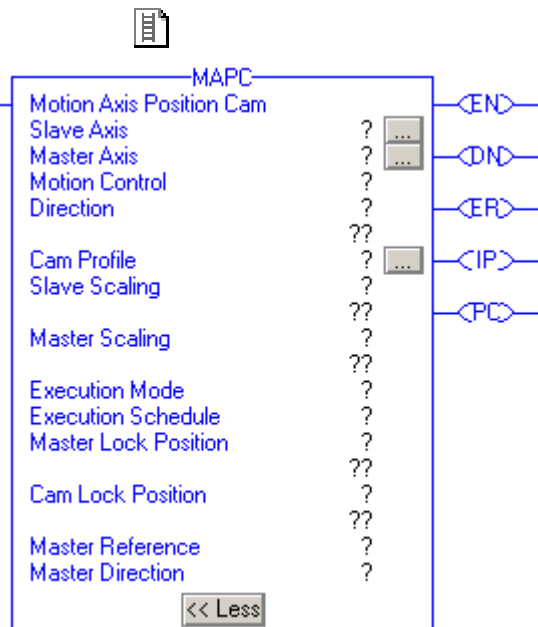 MAPC
Motion Axis Position Cam EN
Slave Axis ? ...
Master Axis ? ... DN
Motion Control ?
Direction ? ER
??
Cam Profile ? ... IP
Slave Scaling ?
?? PC
Master Scaling ?
??
Execution Mode ?
Execution Schedule ?
Master Lock Position ?
??
Cam Lock Position ?
??
Master Reference ?
Master Direction ?
<< Less